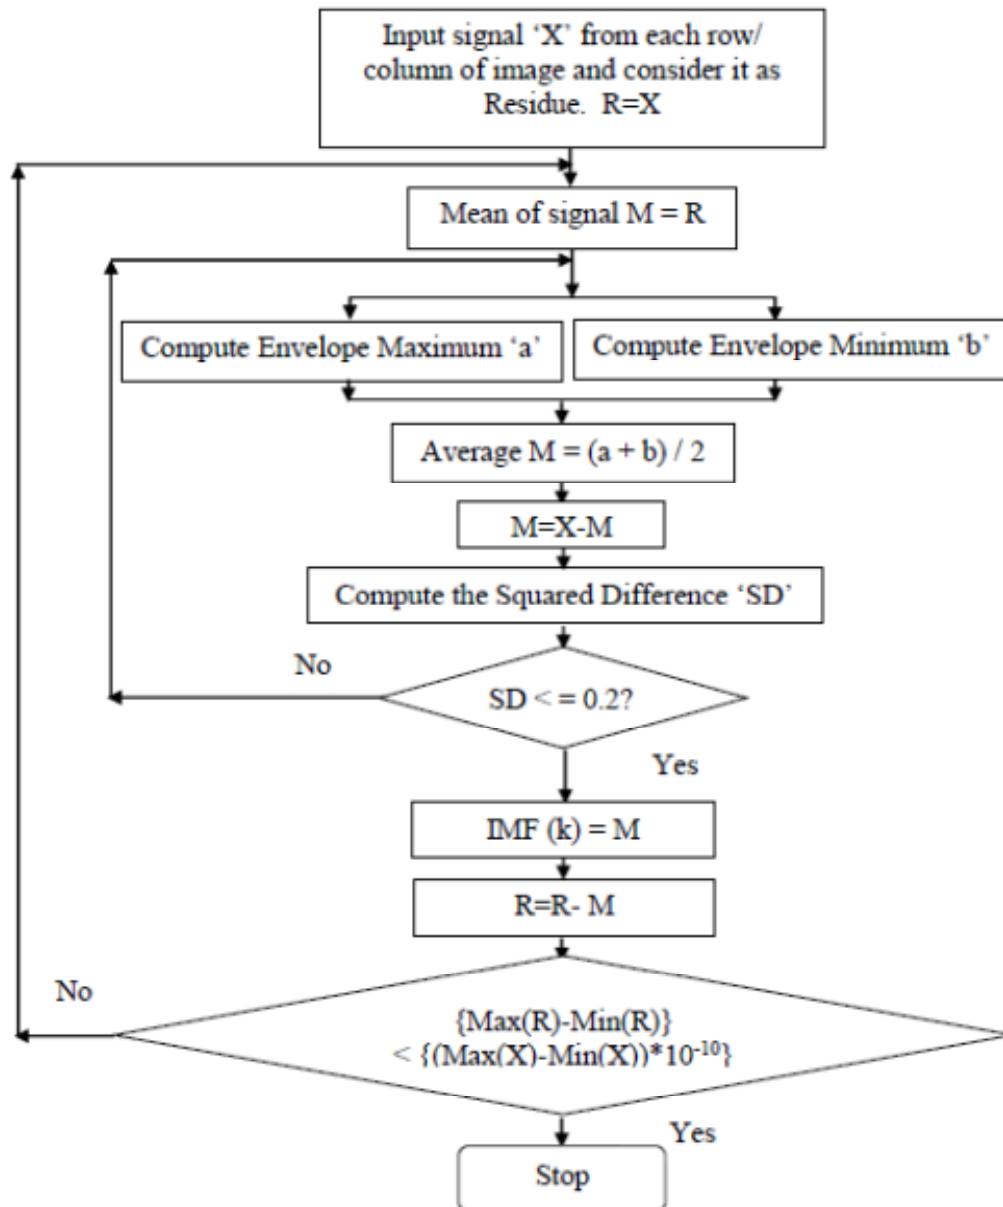 Input signal ‘X’ from each row/
column of image and consider it as
Residue. R=X
Mean of signal M = R
Compute Envelope Maximum ‘a’
Compute Envelope Minimum ‘b’
Average M = (a + b) / 2
M=X-M
Compute the Squared Difference ‘SD’
No
SD < = 0.2?
Yes
IMF (k) = M
R=R- M
No
{Max(R)-Min(R)}
< {(Max(X)-Min(X))*10⁻¹⁰}
Yes
Stop